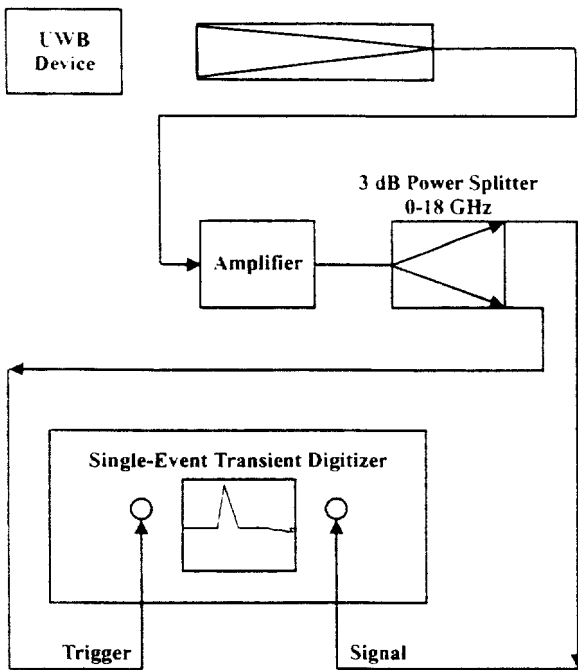 UWB
Device
3 dB Power Splitter
0-18 GHz
Amplifier
Single-Event Transient Digitizer
Trigger
Signal